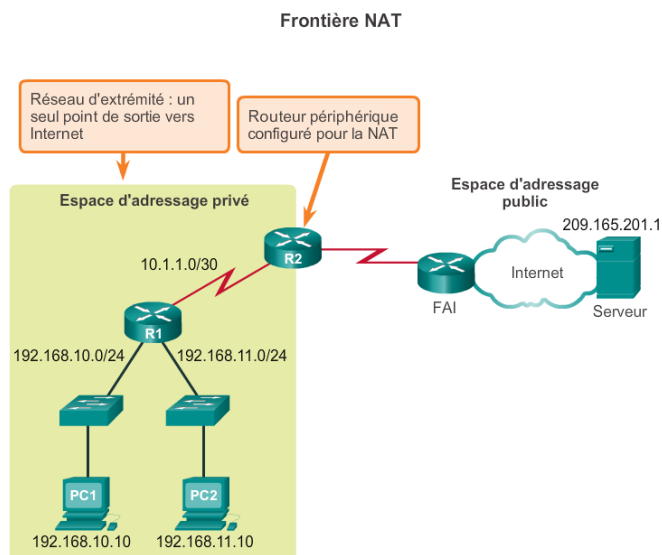 Frontière NAT
Réseau d'extrémité : un
seul point de sortie vers
Internet
Routeur périphérique
configuré pour la NAT
Espace d'adressage privé
Espace d'adressage
public
209.165.201.1
R2
10.1.1.0/30
Internet
FAI
Serveur
R1
192.168.10.0/24
192.168.11.0/24
PC1
PC2
192.168.10.10
192.168.11.10